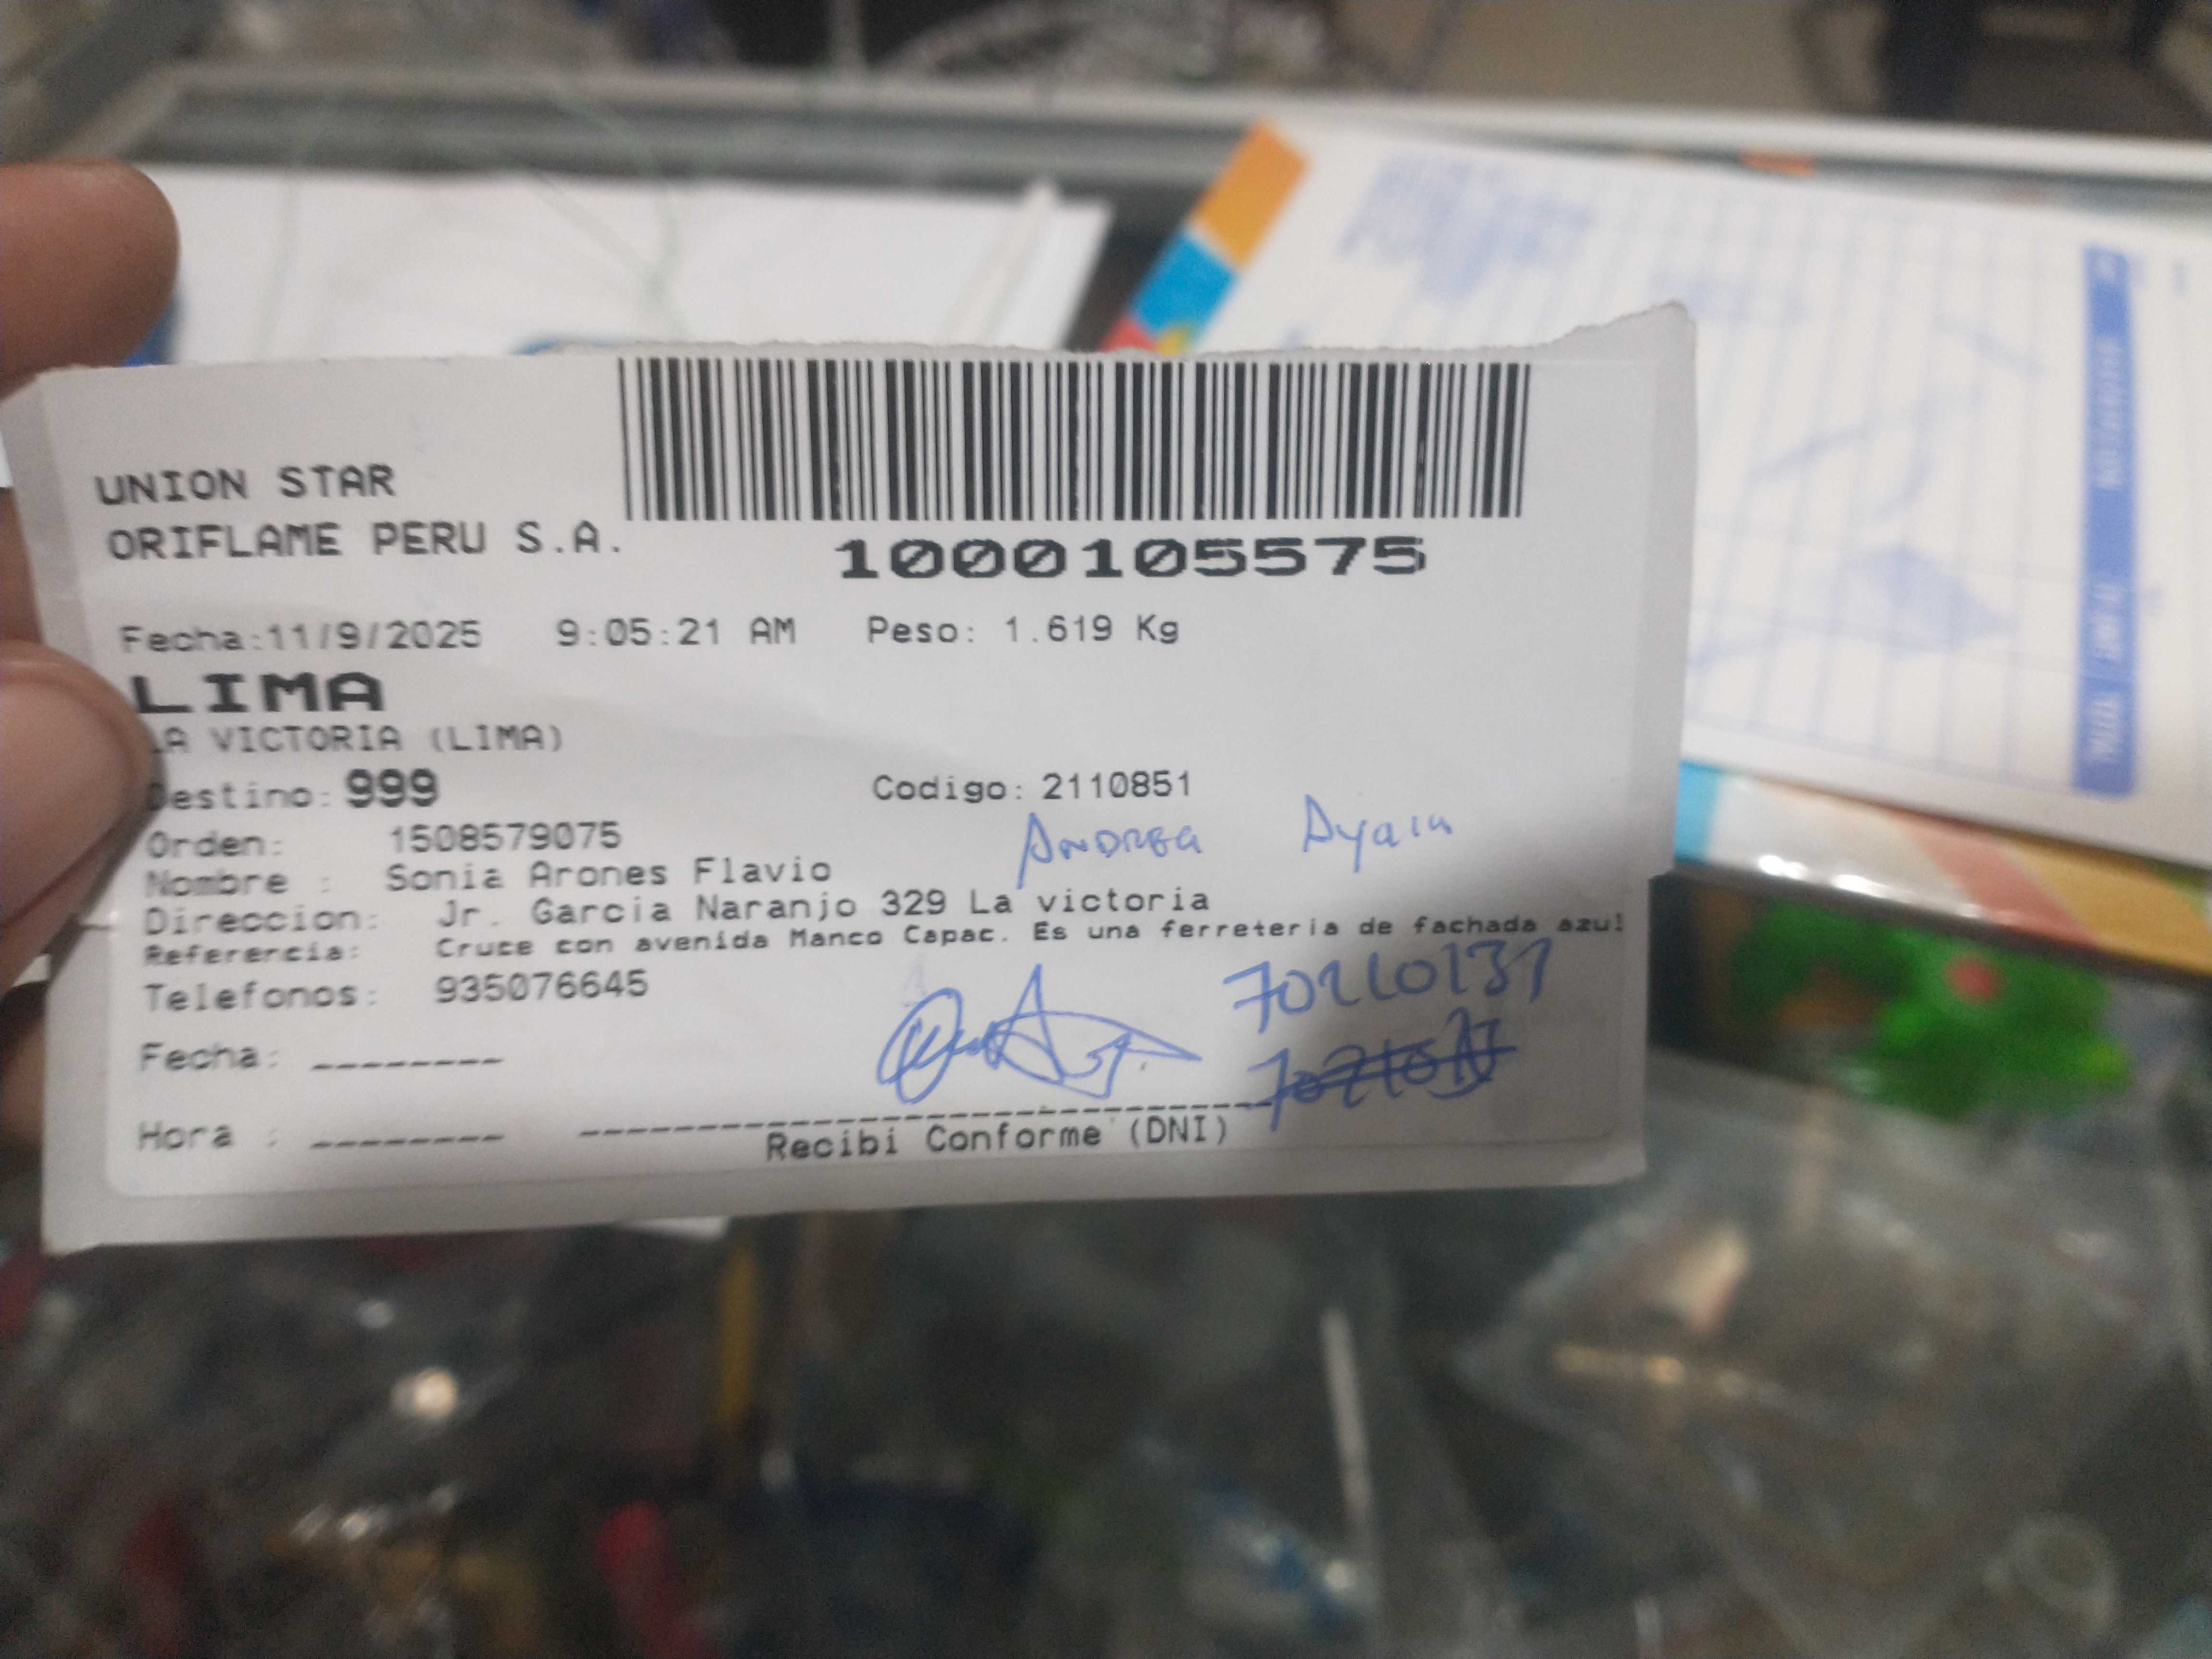 UNION STAR
ORIFLAME PERU S.A.
1000105575
Fecha:11/9/2025 9:05:21 AM Peso: 1.619 Kg
LIMA
LA VICTORIA (LIMA)
Destino: 999 Codigo: 2110851
Orden: 1508579075
ANDREA Ayala
Nombre : Sonia Arones Flavio
Direccion: Jr. Garcia Naranjo 329 La victoria
Referencia: Cruce con avenida Manco Capac. Es una ferreteria de fachada azul
Telefonos: 935076645
Fecha:
Hora :
Recibi Conforme (DNI)